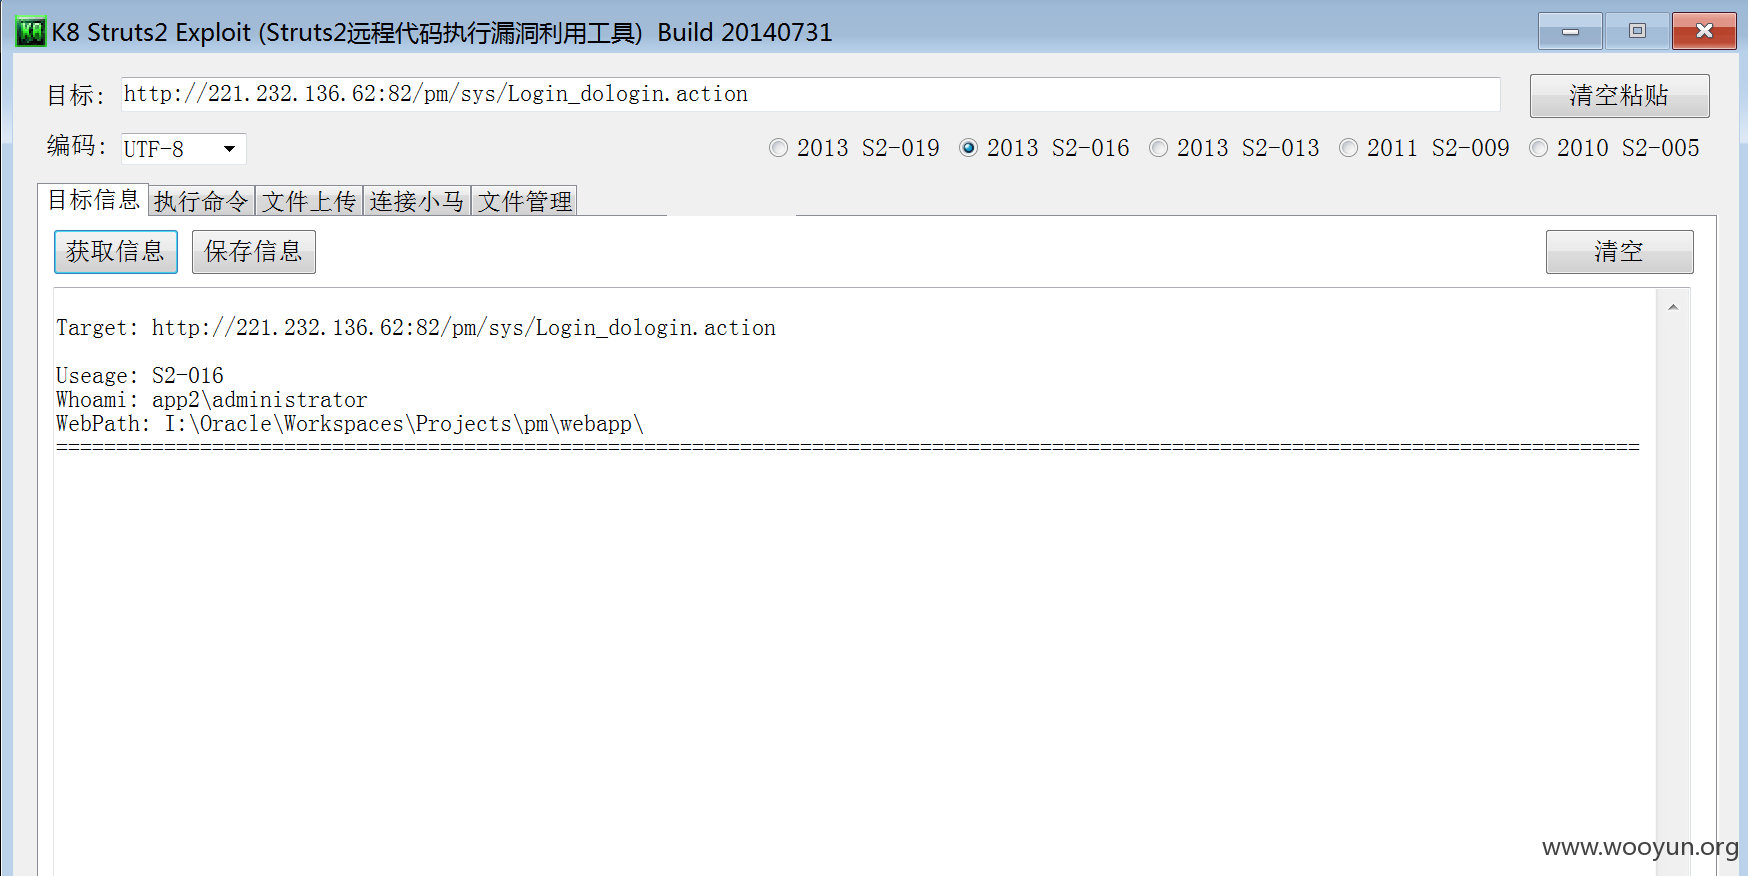 K8 K8 Struts2 Exploit (Struts2远程代码执行漏洞利用工具) Build 20140731
目标: http://221.232.136.62:82/pm/sys/Login_dologin.action 清空粘贴
编码: UTF-8 2013 S2-019 2013 S2-016 2013 S2-013 2011 S2-009 2010 S2-005
目标信息 执行命令 文件上传 连接小马 文件管理
获取信息 保存信息 清空
Target: http://221.232.136.62:82/pm/sys/Login_dologin.action
Useage: S2-016
Whoami: app2\administrator
WebPath: I:\Oracle\Workspaces\Projects\pm\webapp\
====================================================================================================================================
www.wooyun.org